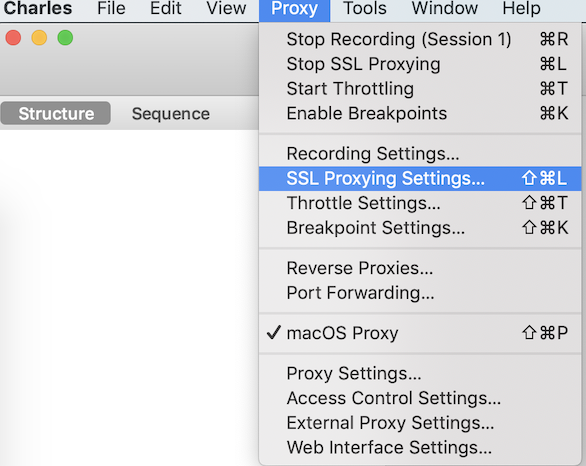 Charles File Edit View Proxy Tools Window Help
Stop Recording (Session 1) ⌘R
Stop SSL Proxying ⌘L
Start Throttling ⌘T
Enable Breakpoints ⌘K
Structure Sequence
Recording Settings...
SSL Proxying Settings... ⇧⌘L
Throttle Settings... ⇧⌘T
Breakpoint Settings... ⇧⌘K
Reverse Proxies...
Port Forwarding...
✓ macOS Proxy ⇧⌘P
Proxy Settings...
Access Control Settings...
External Proxy Settings...
Web Interface Settings...